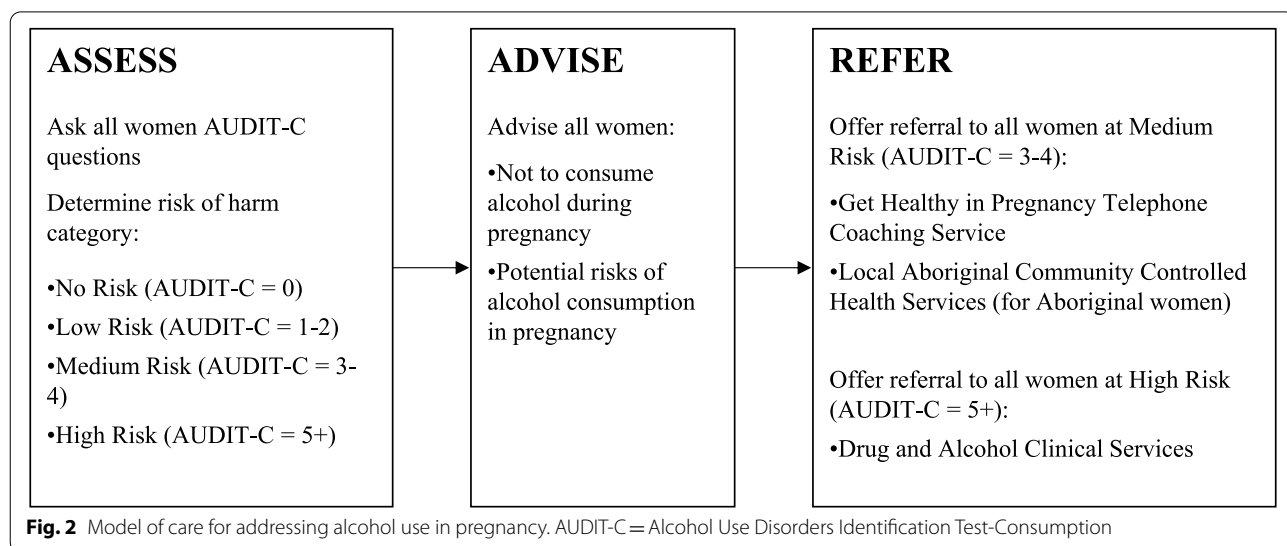 ASSESS
Ask all women AUDIT-C
questions
Determine risk of harm
category:
•No Risk (AUDIT-C = 0)
•Low Risk (AUDIT-C = 1-2)
•Medium Risk (AUDIT-C = 3-
4)
•High Risk (AUDIT-C = 5+)
ADVISE
Advise all women:
•Not to consume
alcohol during
pregnancy
•Potential risks of
alcohol consumption
in pregnancy
REFER
Offer referral to all women at Medium
Risk (AUDIT-C = 3-4):
•Get Healthy in Pregnancy Telephone
Coaching Service
•Local Aboriginal Community Controlled
Health Services (for Aboriginal women)
Offer referral to all women at High Risk
(AUDIT-C = 5+):
•Drug and Alcohol Clinical Services
Fig. 2 Model of care for addressing alcohol use in pregnancy. AUDIT-C = Alcohol Use Disorders Identification Test-Consumption